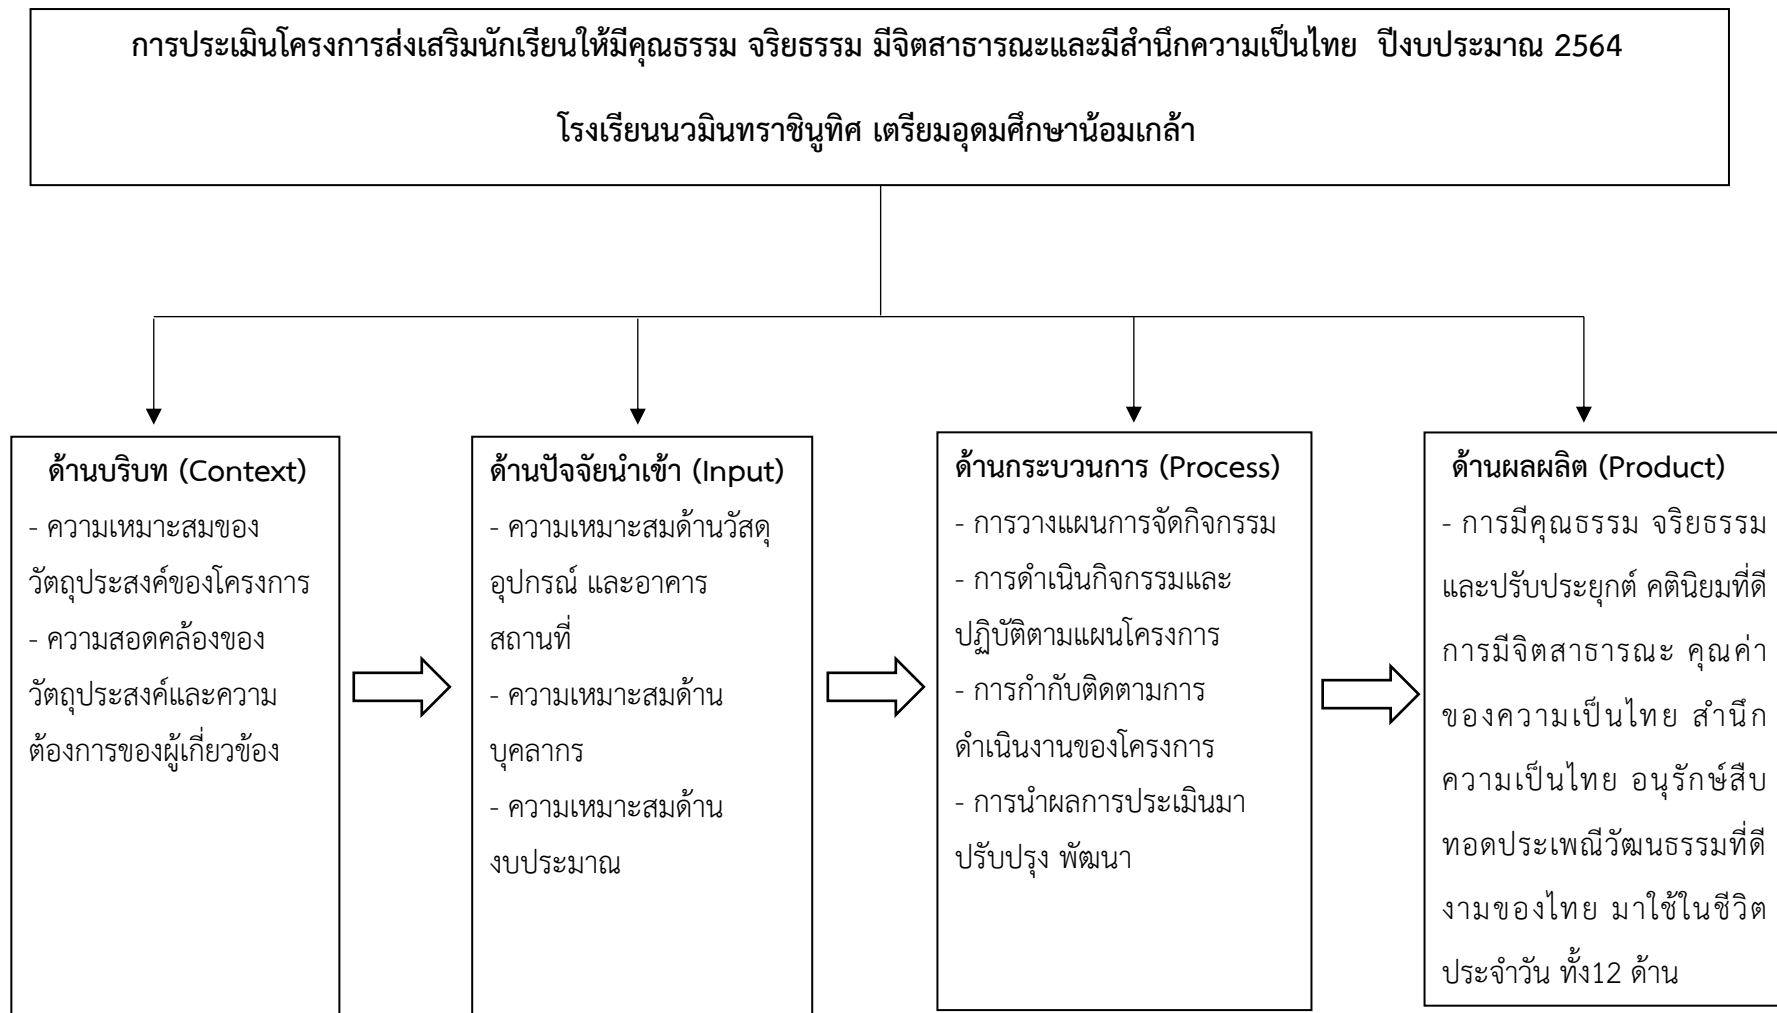 การประเมินโครงการส่งเสริมนักเรียนให้มีคุณธรรม จริยธรรม มีจิตสาธารณะและมีสำนึกความเป็นไทย ปีงบประมาณ 2564
โรงเรียนนวมินทราชินูทิศ เตรียมอุดมศึกษาน้อมเกล้า
ด้านบริบท (Context)
- ความเหมาะสมของ
วัตถุประสงค์ของโครงการ
- ความสอดคล้องของ
วัตถุประสงค์และความ
ต้องการของผู้เกี่ยวข้อง
ด้านปัจจัยนำเข้า (Input)
- ความเหมาะสมด้านวัสดุ
อุปกรณ์ และอาคาร
สถานที่
- ความเหมาะสมด้าน
บุคลากร
- ความเหมาะสมด้าน
งบประมาณ
ด้านกระบวนการ (Process)
- การวางแผนการจัดกิจกรรม
- การดำเนินกิจกรรมและ
ปฏิบัติตามแผนโครงการ
- การกำกับติดตามการ
ดำเนินงานของโครงการ
- การนำผลการประเมินมา
ปรับปรุง พัฒนา
ด้านผลผลิต (Product)
- การมีคุณธรรม จริยธรรม
และปรับประยุกต์ คตินิยมที่ดี
การมีจิตสาธารณะ คุณค่า
ของความเป็นไทย สำนึก
ความเป็นไทย อนุรักษ์สืบ
ทอดประเพณีวัฒนธรรมที่ดี
งามของไทย มาใช้ในชีวิต
ประจำวัน ทั้ง12 ด้าน